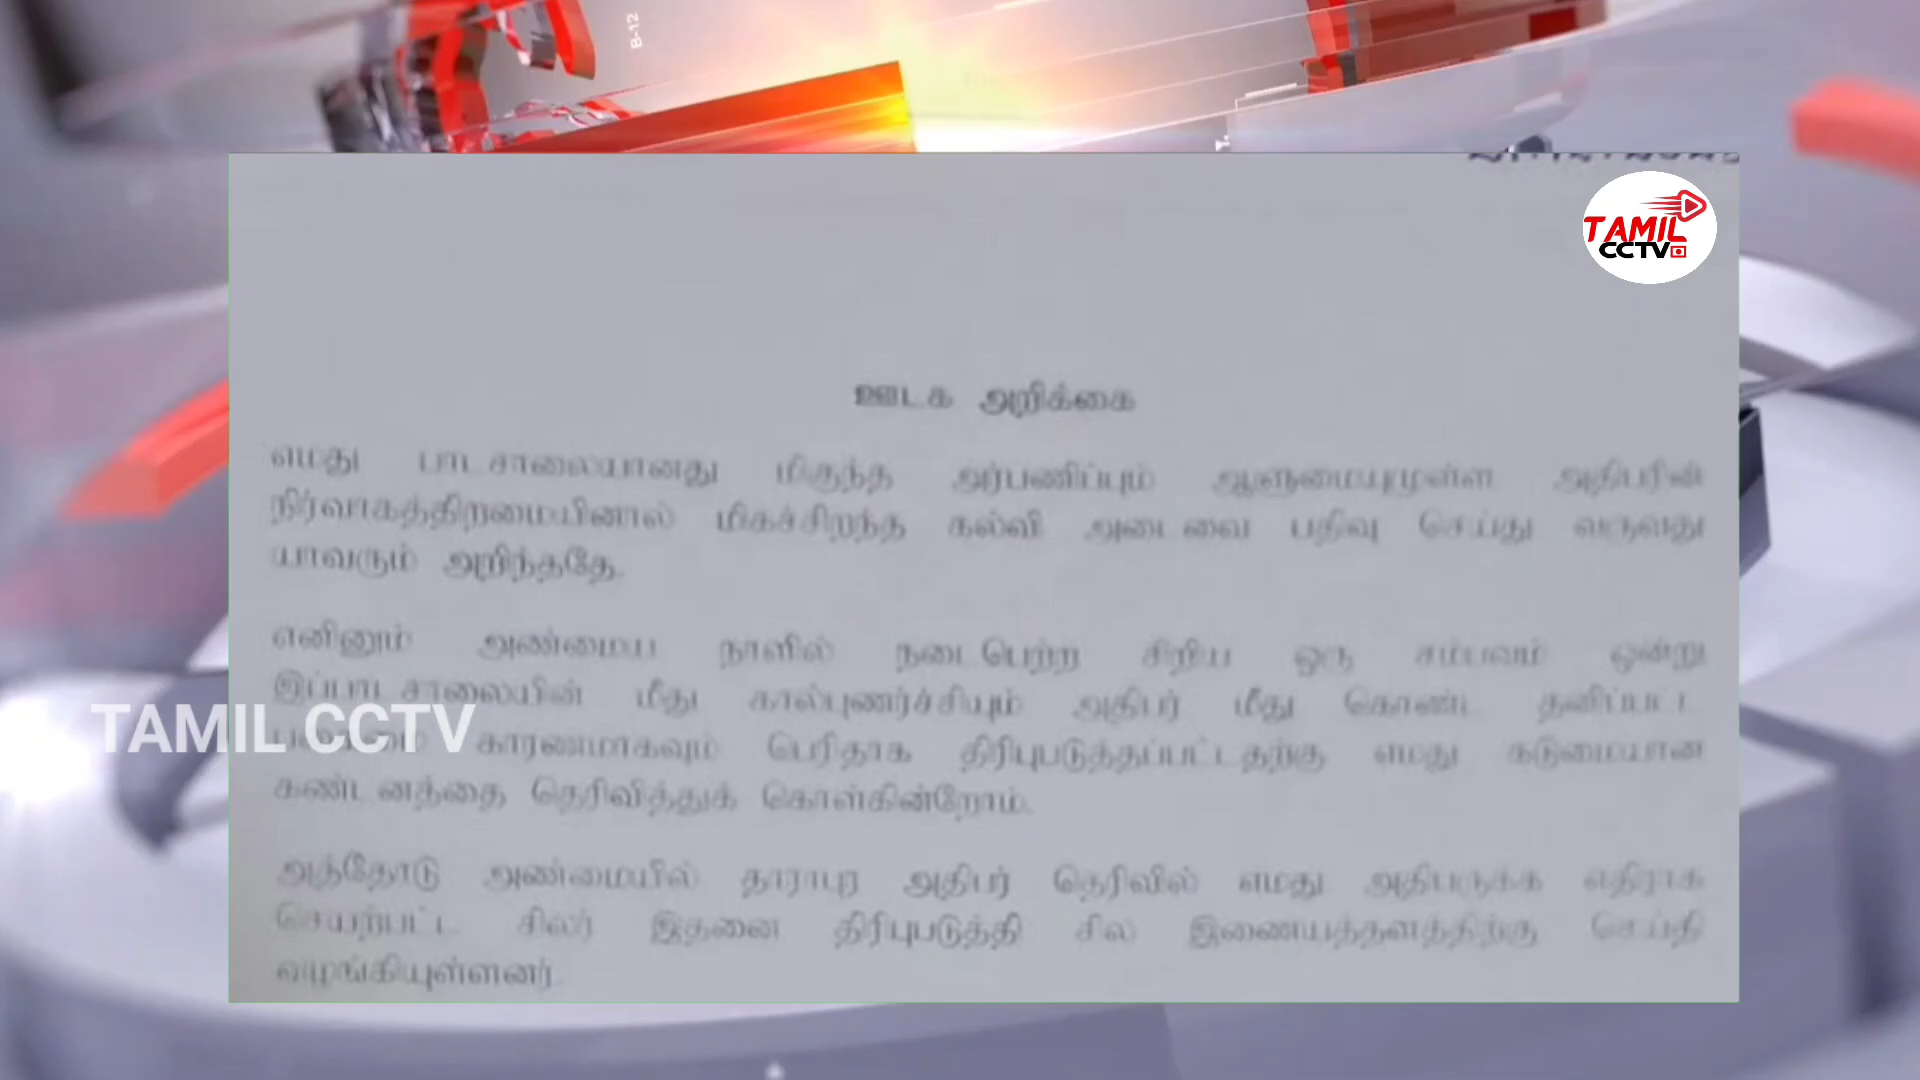 B-12
TAMIL
CCTV
ஊடக அறிக்கை
எமது பாடசாலையானது மிகுந்த அர்பணிப்பும் ஆளுமையுமுள்ள அதிபரின்
நிர்வாகத்திறமையினால் மிகச்சிறந்த கல்வி அடைவை பதிவு செய்து வருவது
யாவரும் அறிந்ததே.
எனினும் அண்மைய நாளில் நடைபெற்ற சிறிய ஒரு சம்பவம் ஒன்று
இப்பாடசாலையின் மீது கால்புணர்ச்சியும் அதிபர் மீது கொண்ட தனிப்பட்ட
காரணமாகவும் பெரிதாக திரிபுபடுத்தப்பட்டதற்கு எமது கடுமையான
TAMIL CCTV
கண்டனத்தை தெரிவித்துக் கொள்கின்றோம்.
அத்தோடு அண்மையில் தாராபுர அதிபர் தெரிவில் எமது அதிபருக்க எதிராக
செயற்பட்ட சிலர் இதனை திரிபுபடுத்தி சில இணையத்தளத்திற்கு செய்தி
வழங்கியுள்ளனர்.